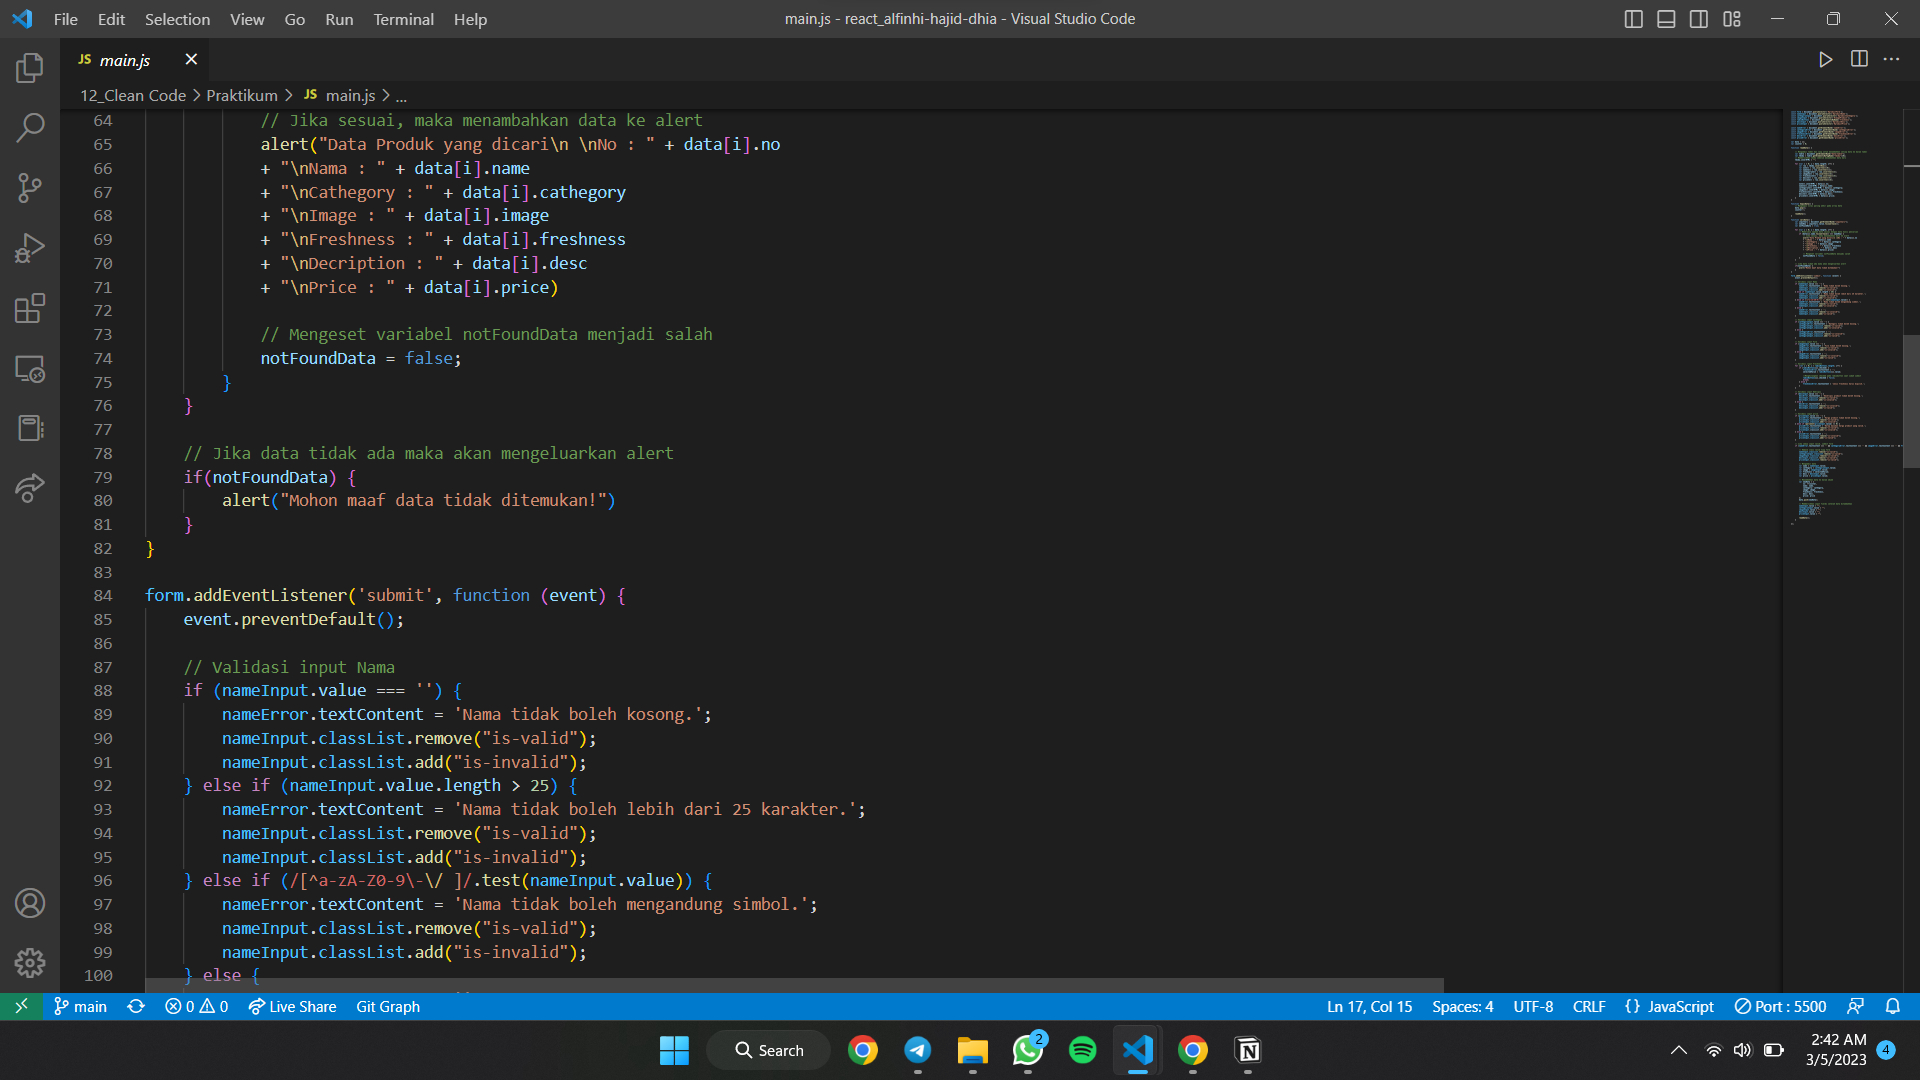 File Edit Selection View Go Run Terminal Help
main.js - react_alfinhi-hajid-dhia - Visual Studio Code
JS main.js
12_Clean Code > Praktikum > JS main.js > ...
64 // Jika sesuai, maka menambahkan data ke alert
65 alert("Data Produk yang dicari\n \nNo : " + data[i].no
66 + "\nNama : " + data[i].name
67 + "\nCathegory : " + data[i].cathegory
68 + "\nImage : " + data[i].image
69 + "\nFreshness : " + data[i].freshness
70 + "\nDecription : " + data[i].desc
71 + "\nPrice : " + data[i].price)
72
73 // Mengeset variabel notFoundData menjadi salah
74 notFoundData = false;
75 }
76 }
77
78 // Jika data tidak ada maka akan mengeluarkan alert
79 if(notFoundData) {
80 alert("Mohon maaf data tidak ditemukan!")
81 }
82 }
83
84 form.addEventListener('submit', function (event) {
85 event.preventDefault();
86
87 // Validasi input Nama
88 if (nameInput.value === '') {
89 nameError.textContent = 'Nama tidak boleh kosong.';
90 nameInput.classList.remove("is-valid");
91 nameInput.classList.add("is-invalid");
92 } else if (nameInput.value.length > 25) {
93 nameError.textContent = 'Nama tidak boleh lebih dari 25 karakter.';
94 nameInput.classList.remove("is-valid");
95 nameInput.classList.add("is-invalid");
96 } else if (/[^a-zA-Z0-9\-\/ ]/.test(nameInput.value)) {
97 nameError.textContent = 'Nama tidak boleh mengandung simbol.';
98 nameInput.classList.remove("is-valid");
99 nameInput.classList.add("is-invalid");
100 } else {
main 0 0 Live Share Git Graph
Ln 17, Col 15 Spaces: 4 UTF-8 CRLF {} JavaScript Port : 5500
Search
2
2:42 AM
3/5/2023
4